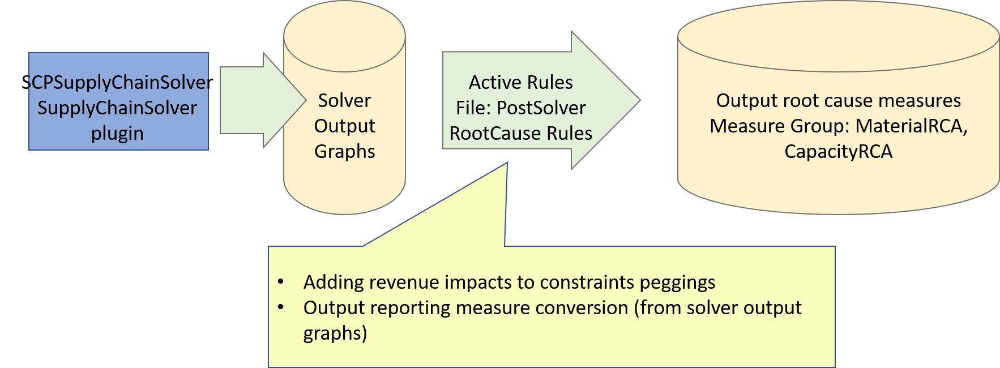 SCPSupplyChainSolver
SupplyChainSolver
plugin
Solver
Output
Graphs
Active Rules
File: PostSolver
RootCause Rules
Output root cause measures
Measure Group: MaterialRCA,
CapacityRCA
• Adding revenue impacts to constraints peggings
• Output reporting measure conversion (from solver output
graphs)